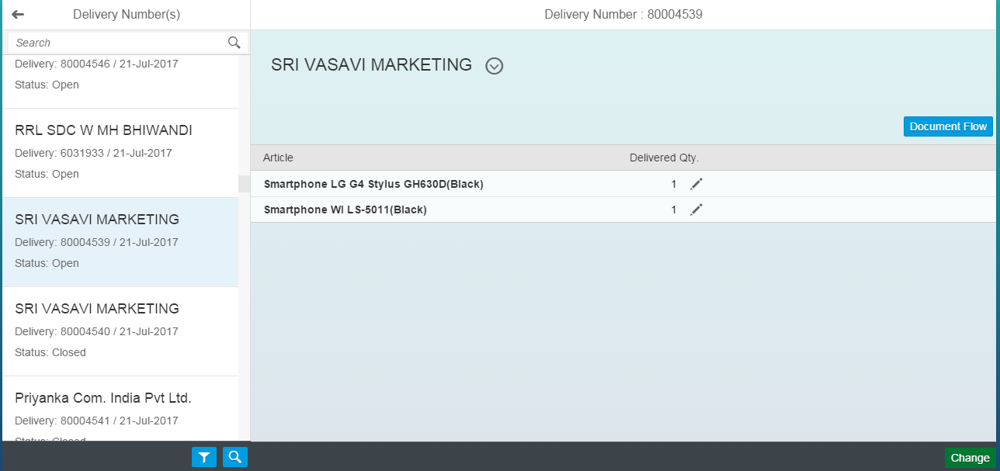 Delivery Number(s)
Search
Delivery: 80004546 / 21-Jul-2017
Status: Open
RRL SDC W MH BHIWANDI
Delivery: 6031933 / 21-Jul-2017
Status: Open
SRI VASAVI MARKETING
Delivery: 80004539 / 21-Jul-2017
Status: Open
SRI VASAVI MARKETING
Delivery: 80004540 / 21-Jul-2017
Status: Closed
Priyanka Com. India Pvt Ltd.
Delivery: 80004541 / 21-Jul-2017
Status: Closed
Delivery Number : 80004539
SRI VASAVI MARKETING
Document Flow
Article Delivered Qty.
Smartphone LG G4 Stylus GH630D(Black) 1
Smartphone WI LS-5011(Black) 1
Change